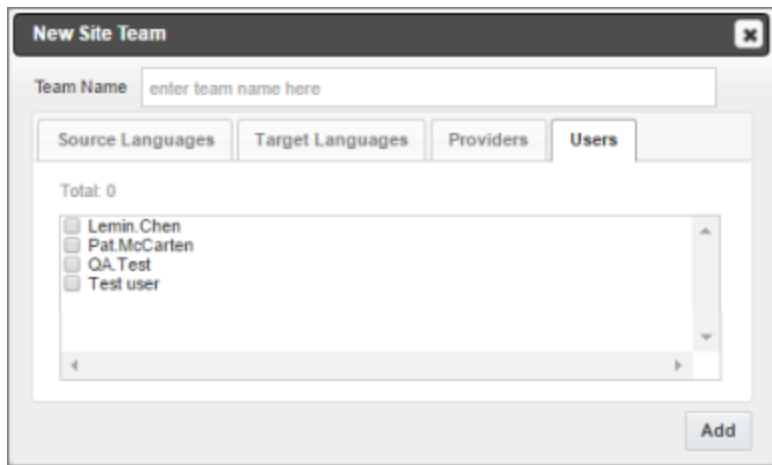 New Site Team
Team Name enter team name here
Source Languages Target Languages Providers Users
Total: 0
Lemin.Chen
Pat.McCarten
QA.Test
Test user
Add